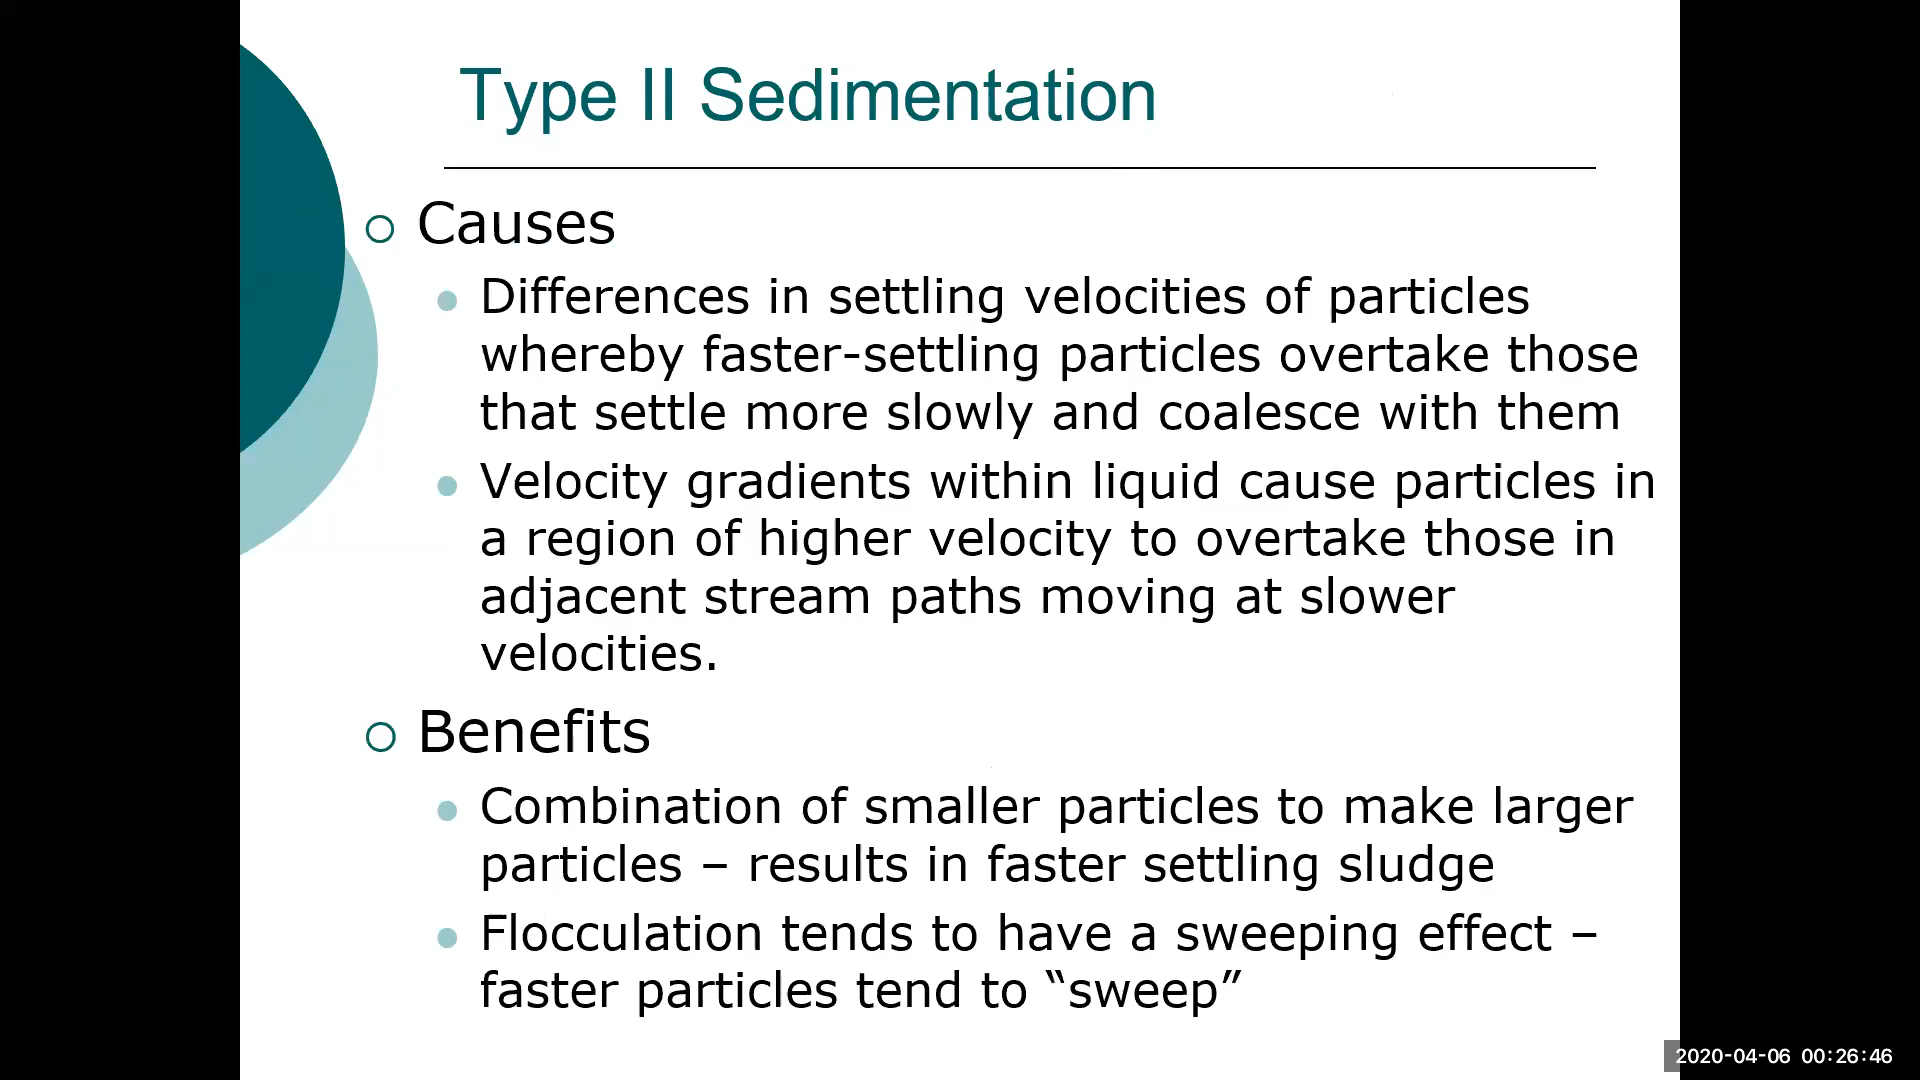 Type II Sedimentation
Causes
Differences in settling velocities of particles
whereby faster-settling particles overtake those
that settle more slowly and coalesce with them
Velocity gradients within liquid cause particles in
a region of higher velocity to overtake those in
adjacent stream paths moving at slower
velocities.
Benefits
Combination of smaller particles to make larger
particles – results in faster settling sludge
Flocculation tends to have a sweeping effect –
faster particles tend to “sweep”
2020-04-06 00:26:46